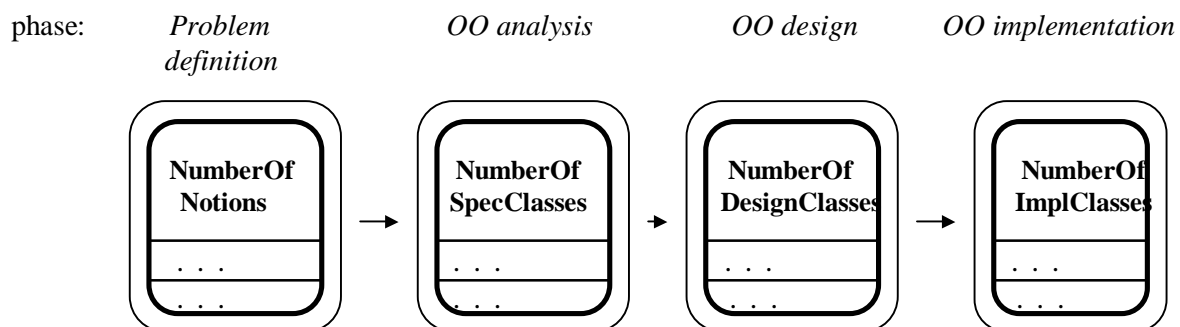 phase: Problem definition OO analysis OO design OO implementation
NumberOf Notions
. . .
. . .
NumberOf SpecClasses
. . .
. . .
NumberOf DesignClasses
. . .
. . .
NumberOf ImplClasses
. . .
. . .